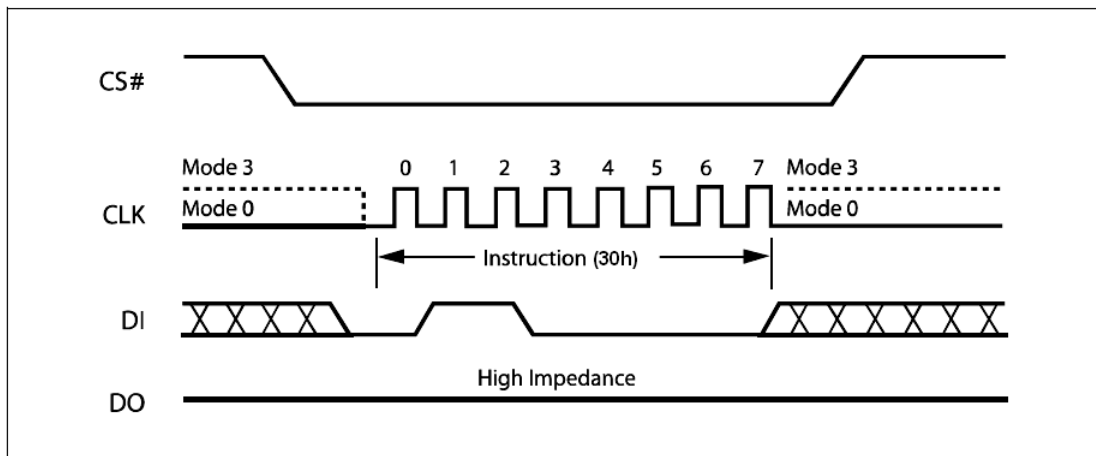 CS#
Mode 3 0 1 2 3 4 5 6 7 Mode 3
CLK Mode 0 Mode 0
Instruction (30h)
DI
High Impedance
DO